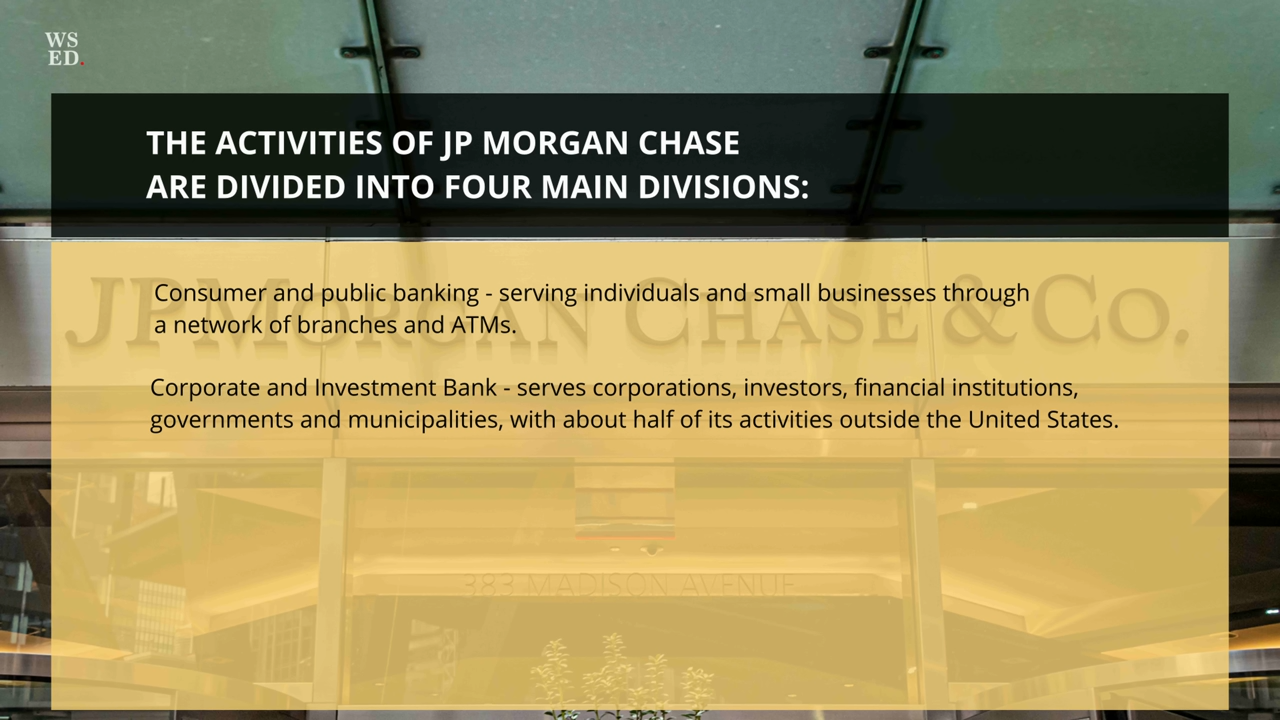 WS
ED.
THE ACTIVITIES OF JP MORGAN CHASE
ARE DIVIDED INTO FOUR MAIN DIVISIONS:
JPMORGAN CHASE & CO.
Consumer and public banking - serving individuals and small businesses through
a network of branches and ATMs.
Corporate and Investment Bank - serves corporations, investors, financial institutions,
governments and municipalities, with about half of its activities outside the United States.
383 MADISON AVENUE